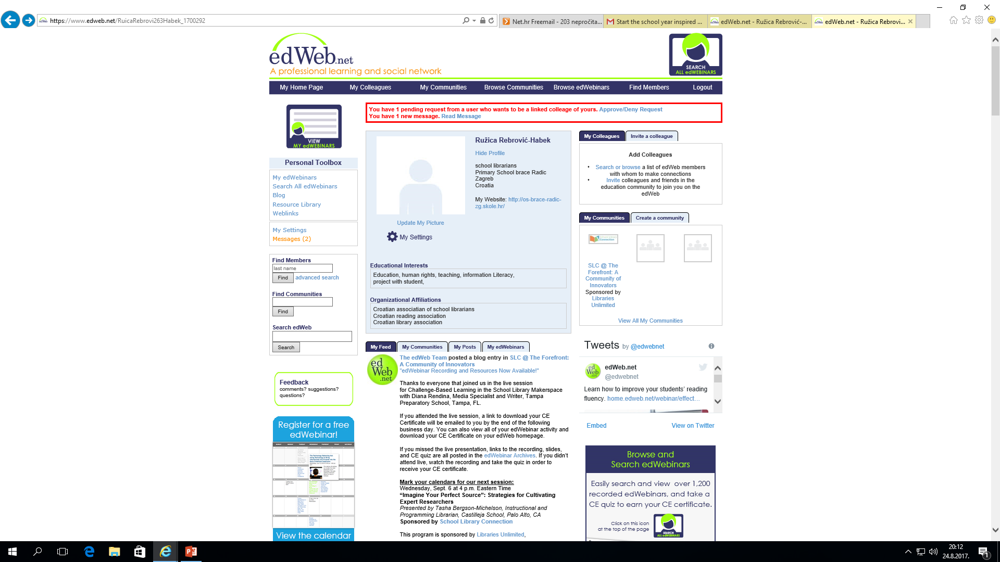 https://www.edweb.net/RuicaRebrovi263Habek_1700292
Net.hr Freemail - 203 nepročita...
Start the school year inspired ...
edWeb.net - Ružica Rebrović-...
edWeb.net - Ružica Rebrovi...
edWeb.net
A professional learning and social network
SEARCH
ALL edWEBINARS
My Home Page
My Colleagues
My Communities
Browse Communities
Browse edWebinars
Find Members
Logout
VIEW
MY edWEBINARS
Personal Toolbox
My edWebinars
Search All edWebinars
Blog
Resource Library
Weblinks
My Settings
Messages (2)
Find Members
last name
Find advanced search
Find Communities
Find
Search edWeb
Search
Feedback
comments? suggestions?
questions?
Register for a free
edWebinar!
View the calendar
You have 1 pending request from a user who wants to be a linked colleage of yours. Approve/Deny Request
You have 1 new message. Read Message
Ružica Rebrović-Habek
Hide Profile
school librarians
Primary School brace Radic
Zagreb
Croatia
My Website: http://os-brace-radic-
zg.skole.hr/
Update My Picture
My Settings
Educational Interests
Education, human rights, teaching, information Literacy,
project with student,
Organizational Affiliations
Croatian association of school librarians
Croatian reading association
Croatian library association
My Feed
My Communities
My Posts
My edWebinars
ed
Web
.net
The edWeb Team posted a blog entry in SLC @ The Forefront:
A Community of Innovators
"edWebinar Recording and Resources Now Available!"
Thanks to everyone that joined us in the live session
for Challenge-Based Learning in the School Library Makerspace
with Diana Rendina, Media Specialist and Writer, Tampa
Preparatory School, Tampa, FL.
If you attended the live session, a link to download your CE
Certificate will be emailed to you by the end of the following
business day. You can also view all of your edWebinar activity and
download your CE Certificate on your edWeb homepage.
If you missed the live presentation, links to the recording, slides,
and CE quiz are all posted in the edWebinar Archives. If you didn't
attend live, watch the recording and take the quiz in order to
receive your CE certificate.
Mark your calendars for our next session:
Wednesday, Sept. 6 at 4 p.m. Eastern Time
“Imagine Your Perfect Source”: Strategies for Cultivating
Expert Researchers
Presented by Tasha Bergson-Michelson, Instructional and
Programming Librarian, Castilleja School, Palo Alto, CA
Sponsored by School Library Connection
This program is sponsored by Libraries Unlimited,
My Colleagues
Invite a colleague
Add Colleagues
• Search or browse a list of edWeb members
with whom to make connections
• Invite colleagues and friends in the
education community to join you on the
edWeb
My Communities
Create a community
SLC @ The
Forefront: A
Community of
Innovators
Sponsored by
Libraries
Unlimited
View All My Communities
Tweets by @edwebnet
ed
Web
.net
edWeb.net
@edwebnet
Learn how to improve your students’ reading
fluency. home.edweb.net/webinar/effect...
Embed
View on Twitter
Browse and
Search edWebinars
Easily search and view over 1,200
recorded edWebinars, and take a
CE quiz to earn your CE certificate.
Click on this icon
at the top of the page
SEARCH
ALL edWEBINARS
20:12
24.8.2017.
1